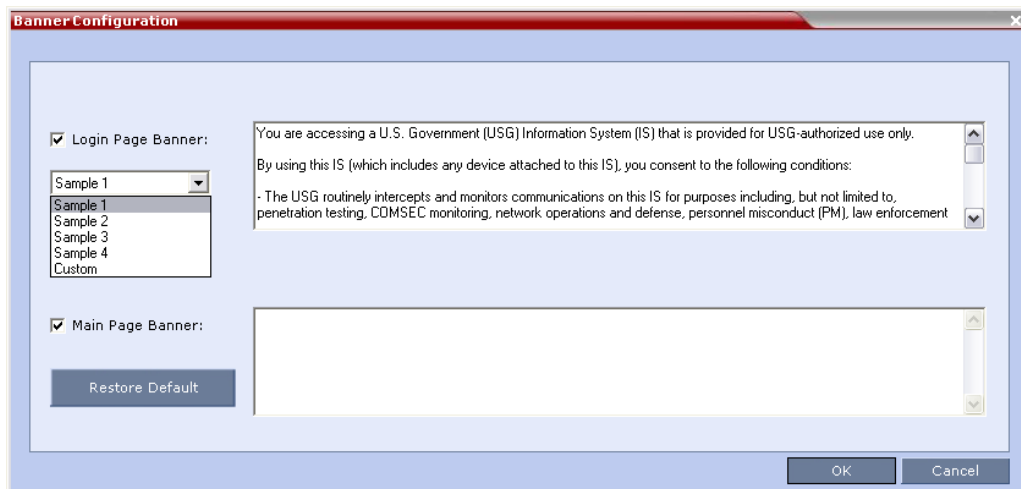 Banner Configuration
Login Page Banner:
Sample 1
Sample 1
Sample 2
Sample 3
Sample 4
Custom
You are accessing a U.S. Government (USG) Information System (IS) that is provided for USG-authorized use only.
By using this IS (which includes any device attached to this IS), you consent to the following conditions:
- The USG routinely intercepts and monitors communications on this IS for purposes including, but not limited to,
penetration testing, COMSEC monitoring, network operations and defense, personnel misconduct (PM), law enforcement
Main Page Banner:
Restore Default
OK
Cancel